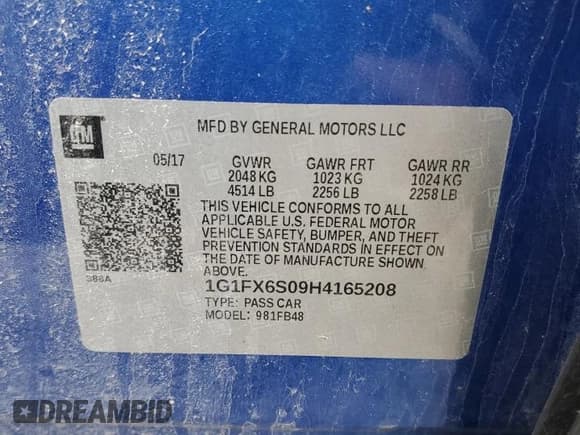 GM
MFD BY GENERAL MOTORS LLC
05/17 GVWR GAWR FRT GAWR RR
2048 KG 1023 KG 1024 KG
4514 LB 2256 LB 2258 LB
THIS VEHICLE CONFORMS TO ALL
APPLICABLE U.S. FEDERAL MOTOR
VEHICLE SAFETY, BUMPER, AND THEFT
PREVENTION STANDARDS IN EFFECT ON
THE DATE OF MANUFACTURE SHOWN
ABOVE.
388A
1G1FX6S09H4165208
TYPE: PASS CAR
MODEL: 981FB48
DREAMBID